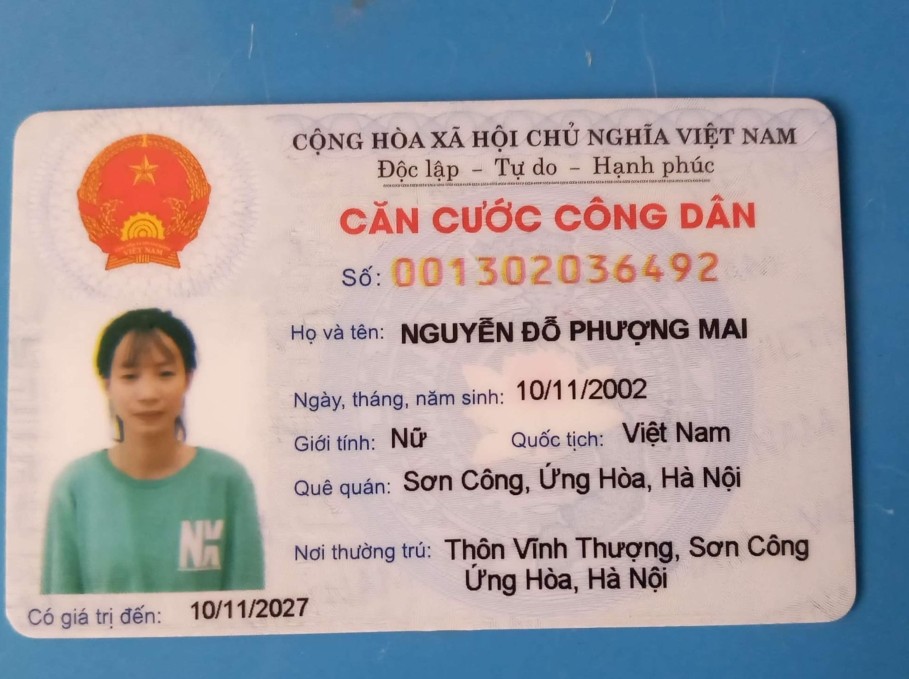 CỘNG HÒA XÃ HỘI CHỦ NGHĨA VIỆT NAM
Độc lập - Tự do - Hạnh phúc
CĂN CƯỚC CÔNG DÂN
Số: 001302036492
Họ và tên: NGUYỄN ĐỖ PHƯỢNG MAI
Ngày, tháng, năm sinh: 10/11/2002
Giới tính: Nữ Quốc tịch: Việt Nam
Quê quán: Sơn Công, Ứng Hòa, Hà Nội
Nơi thường trú: Thôn Vĩnh Thượng, Sơn Công
Ứng Hòa, Hà Nội
Có giá trị đến: 10/11/2027